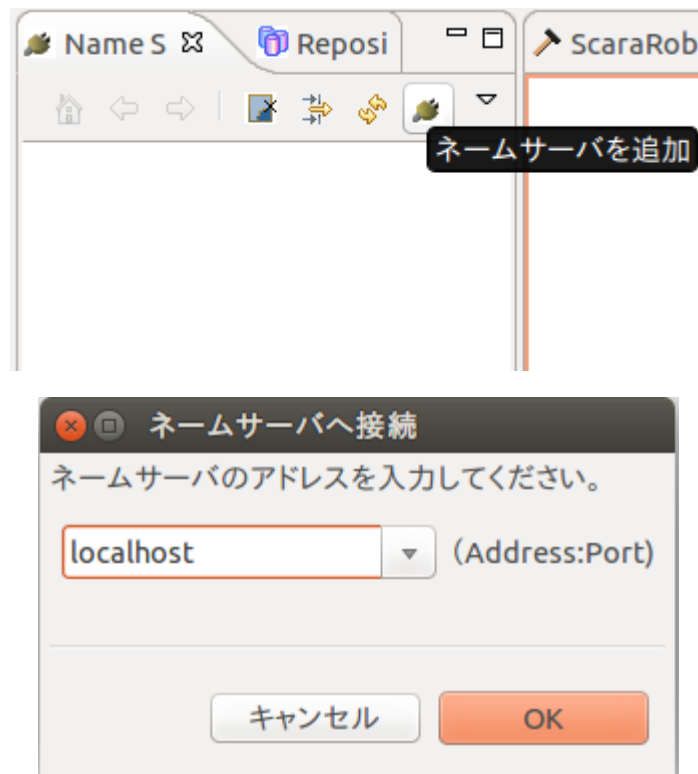 Name S Reposi ScaraRob
ネームサーバを追加
ネームサーバへ接続
ネームサーバのアドレスを入力してください。
localhost (Address:Port)
キャンセル OK